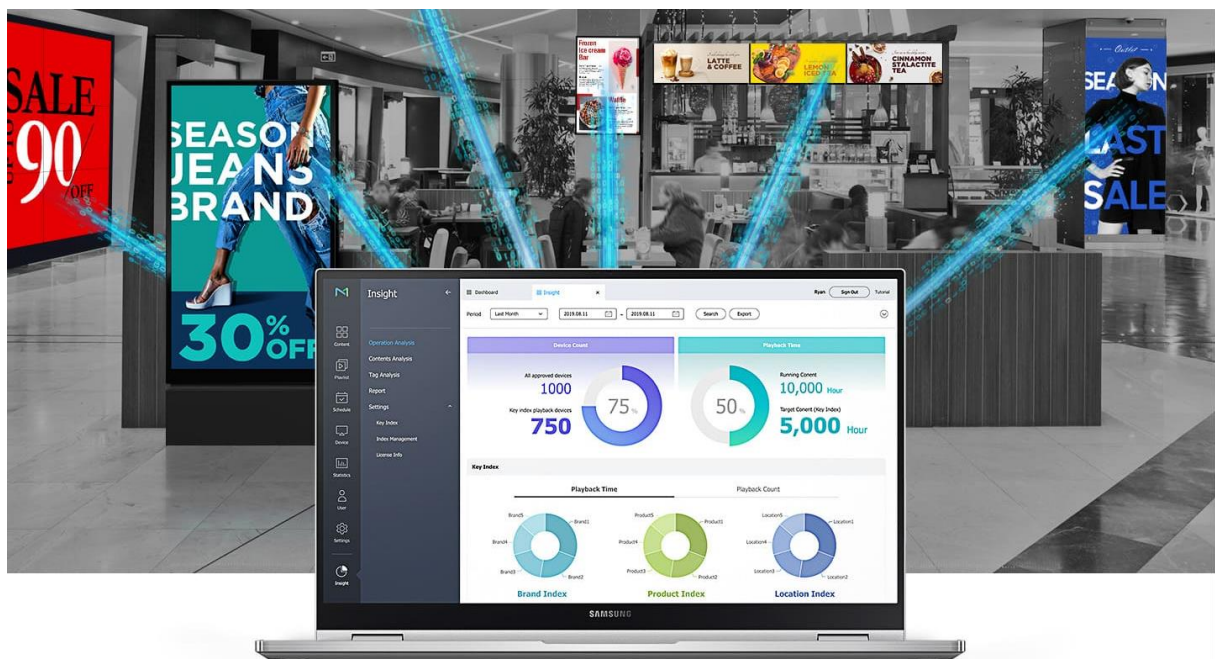 SALE
90
/OFF
SEASON
JEANS
BRAND
30%
OFF
Frozen
Ice cream
Bar
Waffle
LATTE
& COFFEE
LEMON
ICED TEA
CINNAMON
STALACTITE
TEA
Outlet
SEASON
LAST
SALE
Insight
Dashboard
Insight
Ryan
Sign Out
Tutorial
Period
Last Month
2019.08.11
~
2019.08.11
Search
Export
Content
Playlist
Schedule
Device
Statistics
User
Settings
Insight
Operation Analysis
Contents Analysis
Tag Analysis
Report
Settings
Key Index
Index Management
License Info
Device Count
All approved devices
1000
Key index playback devices
750
75%
Playback Time
50%
Running Conent
10,000 Hour
Target Conent (Key Index)
5,000 Hour
Key Index
Playback Time
Playback Count
Brand5
Brand1
Brand4
Brand3
Brand2
Brand Index
Product5
Product1
Product4
Product3
Product2
Product Index
Location5
Location1
Location4
Location3
Location2
Location Index
SAMSUNG